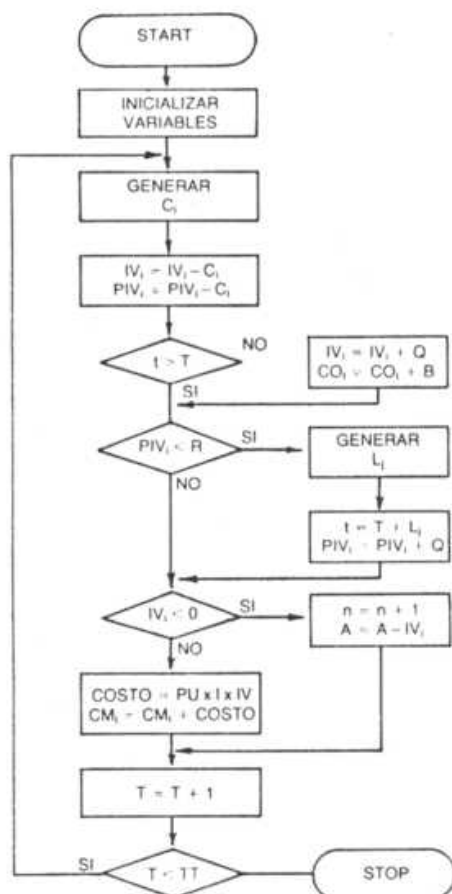 START
INICIALIZAR
VARIABLES
GENERAR
Cᵢ
IVᵢ = IVᵢ - Cᵢ
PIVᵢ = PIVᵢ - Cᵢ
t > T
NO
SI
IVᵢ = IVᵢ + Q
COᵢ = COᵢ + B
PIVᵢ < R
SI
NO
GENERAR
Lⱼ
t = T + Lⱼ
PIVᵢ = PIVᵢ + Q
IVᵢ < 0
SI
NO
n = n + 1
A = A - IVᵢ
COSTO = PU x I x IV
CMᵢ = CMᵢ + COSTO
T = T + 1
SI
T < TT
STOP